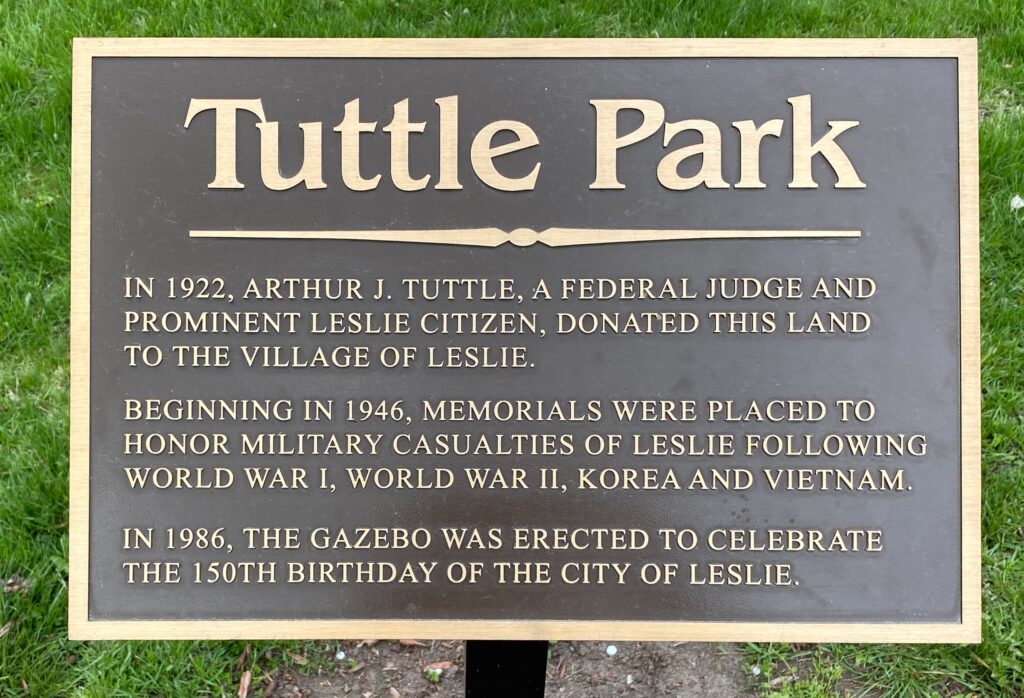 Tuttle Park
IN 1922, ARTHUR J. TUTTLE, A FEDERAL JUDGE AND
PROMINENT LESLIE CITIZEN, DONATED THIS LAND
TO THE VILLAGE OF LESLIE.
BEGINNING IN 1946, MEMORIALS WERE PLACED TO
HONOR MILITARY CASUALTIES OF LESLIE FOLLOWING
WORLD WAR I, WORLD WAR II, KOREA AND VIETNAM.
IN 1986, THE GAZEBO WAS ERECTED TO CELEBRATE
THE 150TH BIRTHDAY OF THE CITY OF LESLIE.